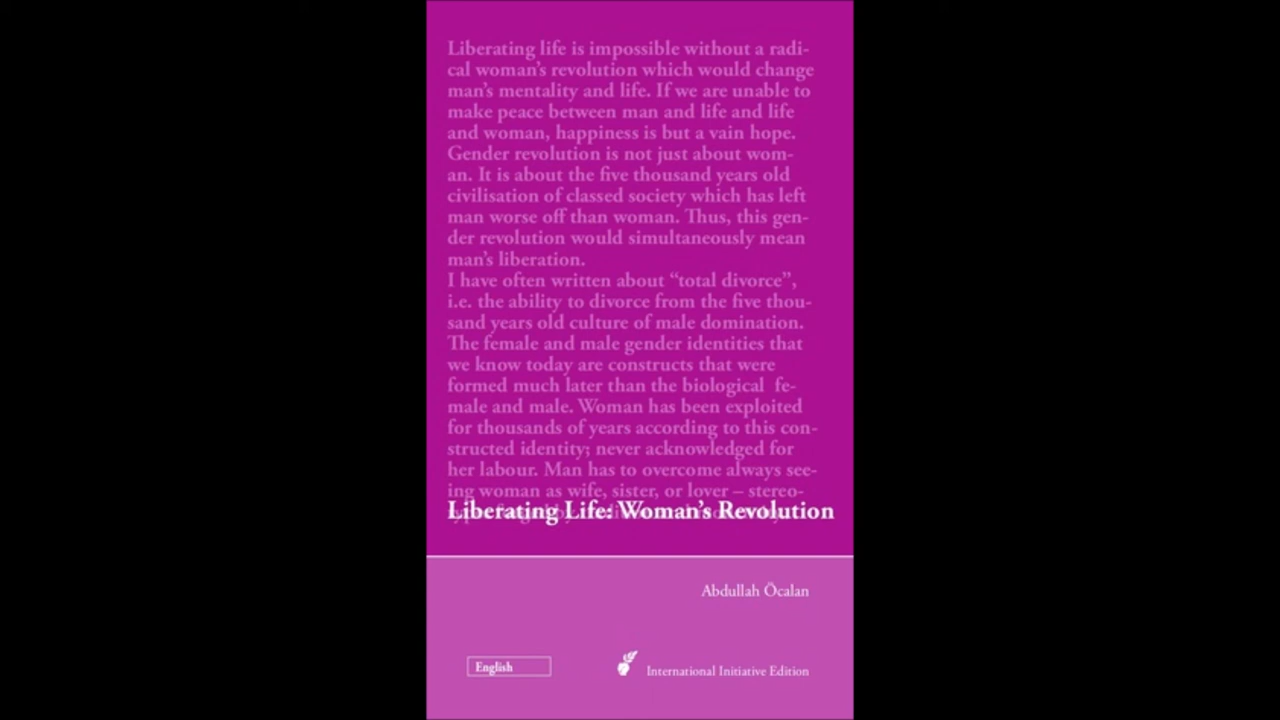 Liberating life is impossible without a radi-
cal woman's revolution which would change
man's mentality and life. If we are unable to
make peace between man and life and life
and woman, happiness is but a vain hope.
Gender revolution is not just about wom-
an. It is about the five thousand years old
civilisation of classed society which has left
man worse off than woman. Thus, this gen-
der revolution would simultaneously mean
man's liberation.
I have often written about “total divorce”,
i.e. the ability to divorce from the five thou-
sand years old culture of male domination.
The female and male gender identities that
we know today are constructs that were
formed much later than the biological fe-
male and male. Woman has been exploited
for thousands of years according to this con-
structed identity; never acknowledged for
her labour. Man has to overcome always see-
ing woman as wife, sister, or lover – stereo-
Liberating Life: Woman's Revolution
Abdullah Öcalan
English
International Initiative Edition